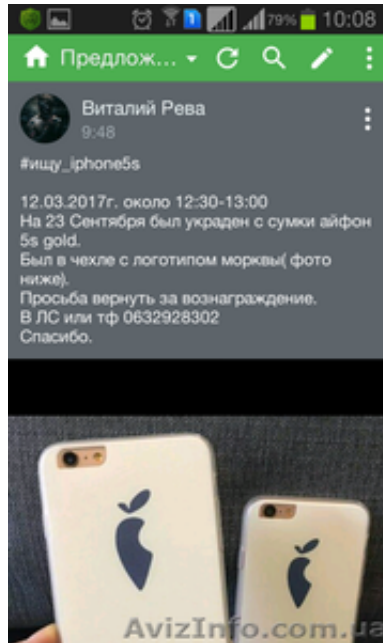 79% 10:08
Предлож...
Виталий Рева
9:48
#ищу_iphone5s
12.03.2017г. около 12:30-13:00
На 23 Сентября был украден с сумки айфон
5s gold.
Был в чехле с логотипом морквы( фото
ниже).
Просьба вернуть за вознаграждение.
В ЛС или тф 0632928302
Спасибо.
AvizInfo.com.ua